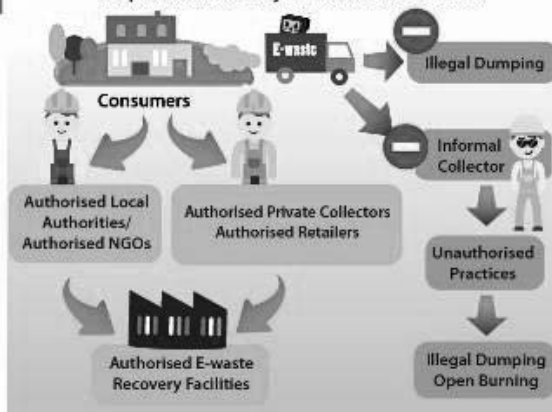 E-waste
Illegal Dumping
Consumers
Informal
Collector
Authorised Local
Authorities/
Authorised NGOs
Authorised Private Collectors
Authorised Retailers
Unauthorised
Practices
Authorised E-waste
Recovery Facilities
Illegal Dumping
Open Burning